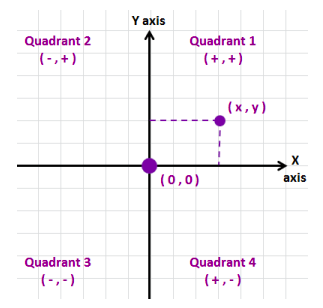 Y axis
Quadrant 2
(-,+)
Quadrant 1
(+,+)
(x,y)
X
axis
(0,0)
Quadrant 3
(-,-)
Quadrant 4
(+,-)